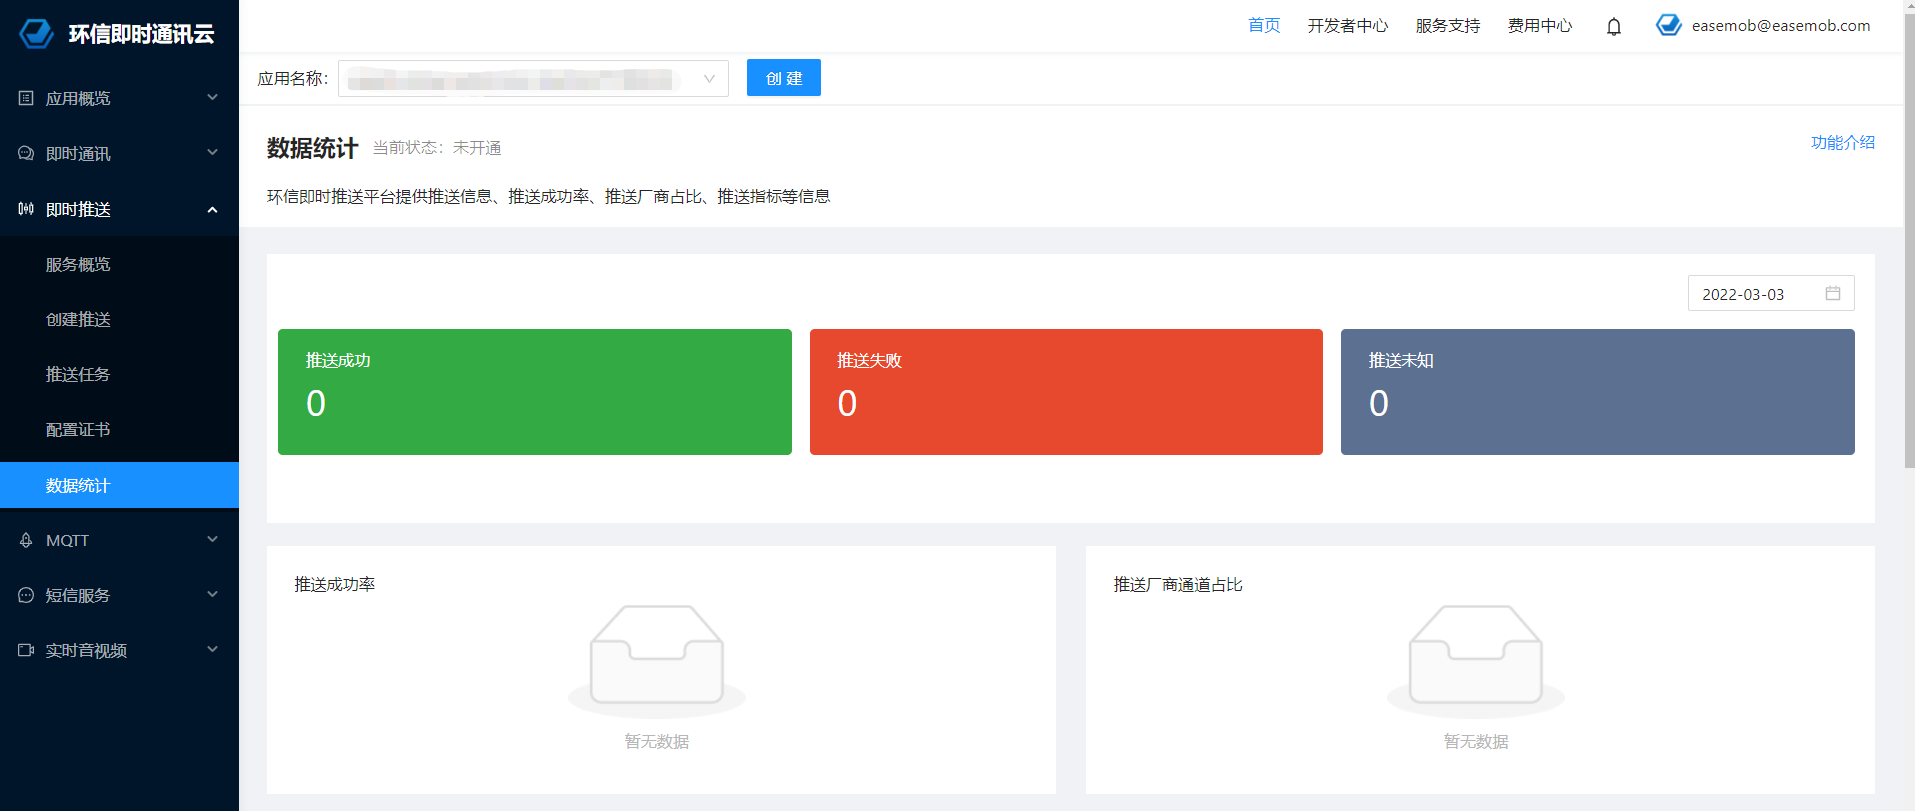 环信即时通讯云
首页 开发者中心 服务支持 费用中心 easemob@easemob.com
应用名称: 创 建
应用概览
即时通讯
即时推送
服务概览
创建推送
推送任务
配置证书
数据统计
MQTT
短信服务
实时音视频
数据统计 当前状态: 未开通 功能介绍
环信即时推送平台提供推送信息、推送成功率、推送厂商占比、推送指标等信息
2022-03-03
推送成功 推送失败 推送未知
0 0 0
推送成功率 推送厂商通道占比
暂无数据 暂无数据